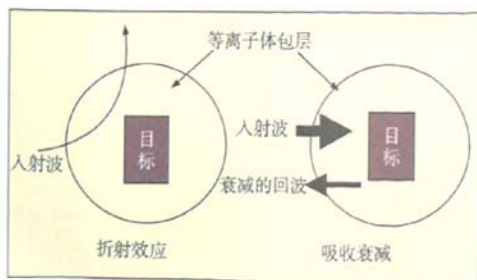 等离子体包层
入射波
目标
折射效应
入射波
衰减的回波
目标
吸收衰减